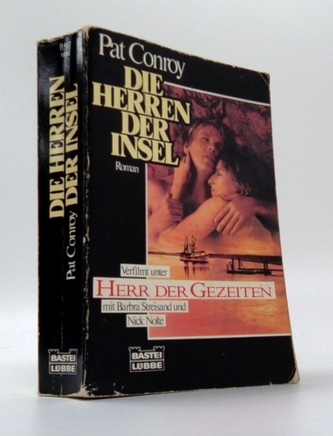 Pat Conroy
DIE
HERREN
DER
INSEL
Roman
Verfilmt unter
HERR DER GEZEITEN
mit Barbra Streisand und
Nick Nolte
BASTEI
LÜBBE
DIE HERREN
DER INSEL
Pat Conroy
BASTEI
LÜBBE